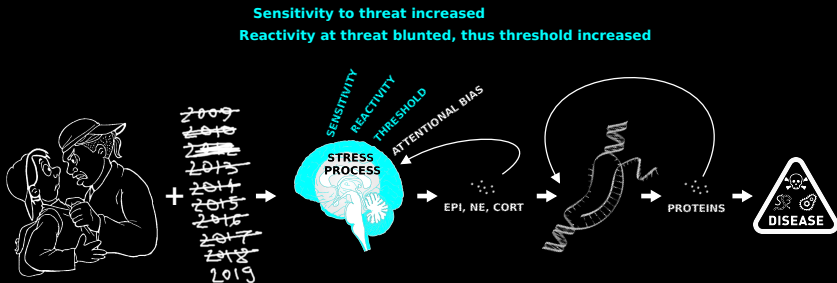 Sensitivity to threat increased
Reactivity at threat blunted, thus threshold increased
SENSITIVITY
REACTIVITY
THRESHOLD
ATTENTIONAL BIAS
2009
2010
2013
2014
2015
2016
2017
2018
2019
+
STRESS
PROCESS
EPI, NE, CORT
PROTEINS
DISEASE